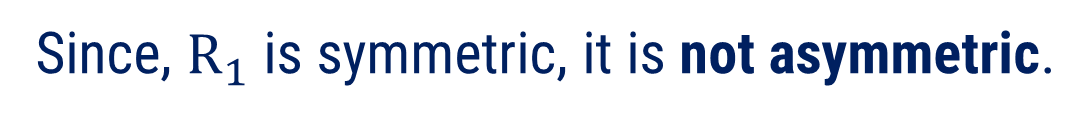 Since, R₁ is symmetric, it is not asymmetric.